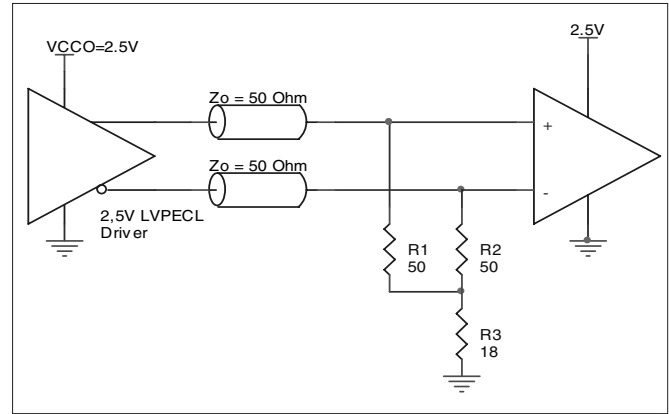 VCCO=2.5V
2.5V
Zo = 50 Ohm
+
Zo = 50 Ohm
-
2,5V LVPECL
Driver
R1
50
R2
50
R3
18